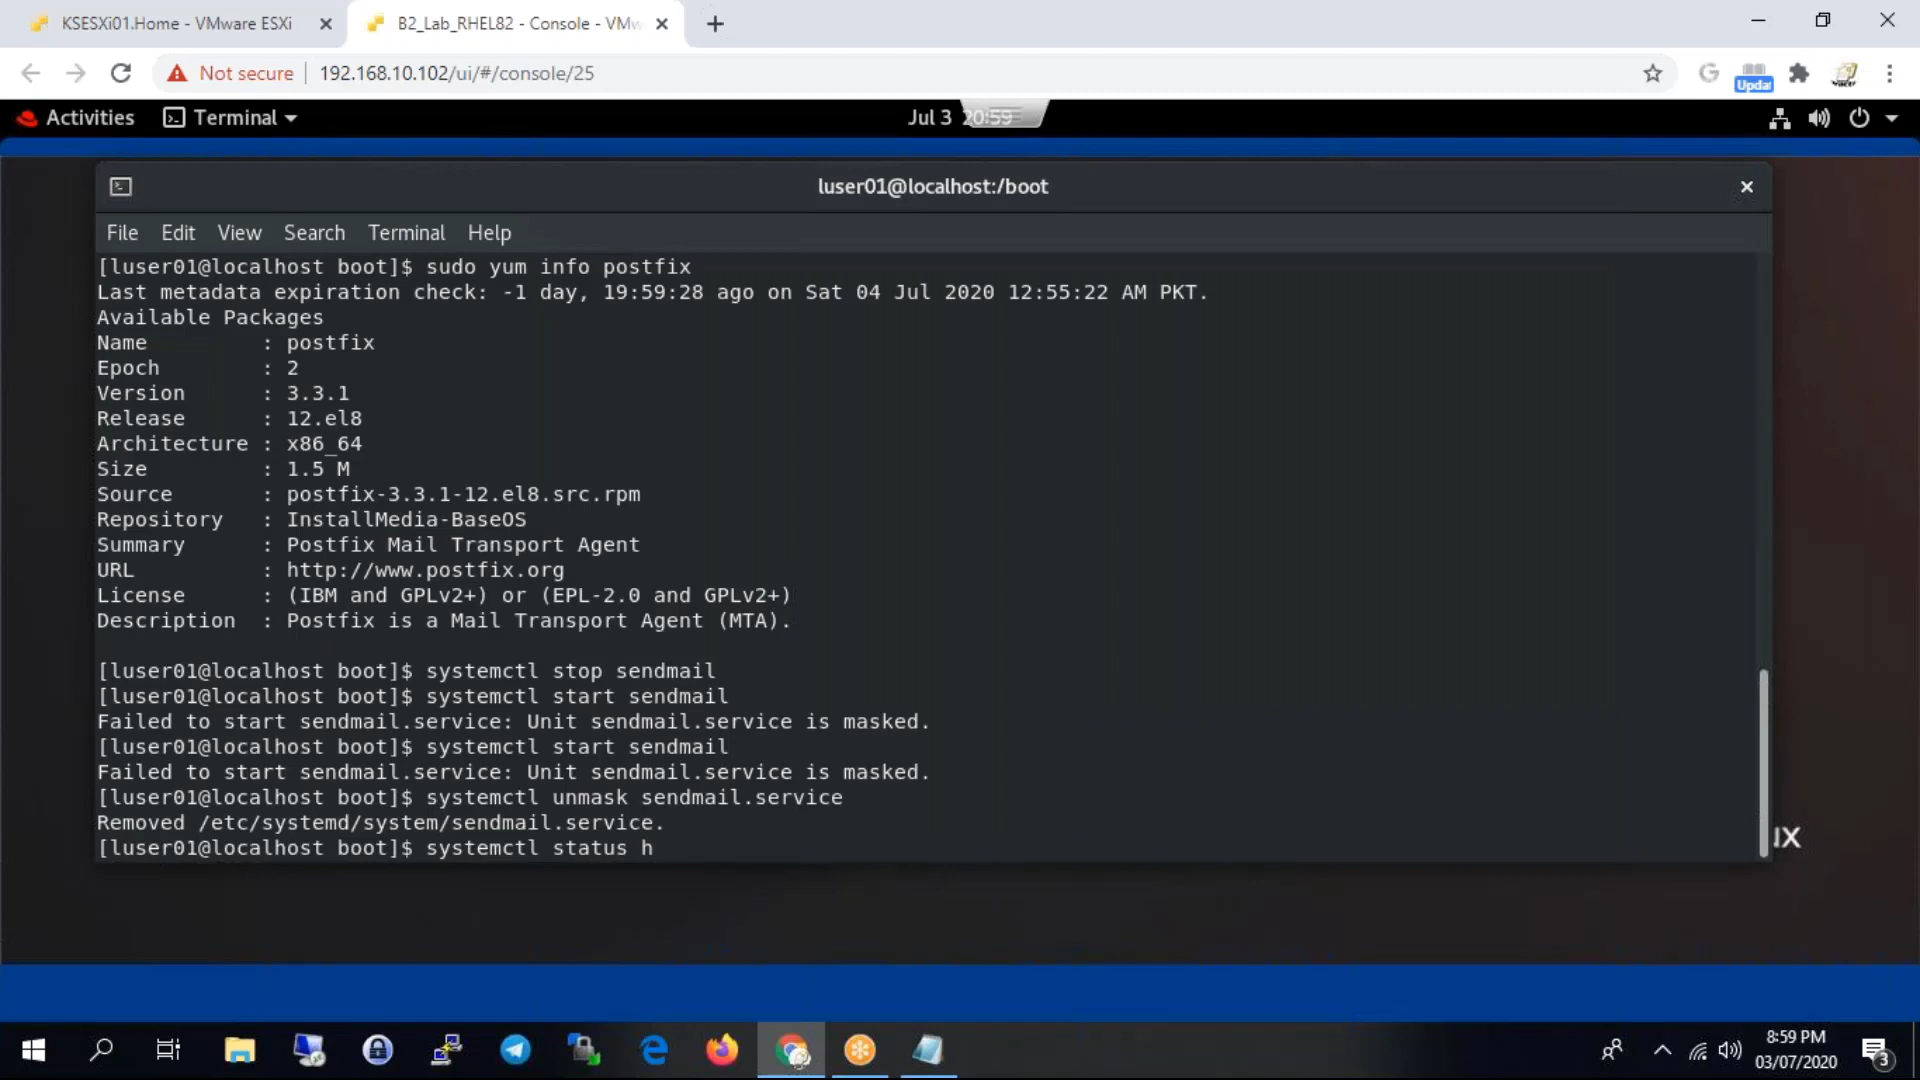 KSESXi01.Home - VMware ESXi
B2_Lab_RHEL82 - Console - VMw
Not secure
192.168.10.102/ui/#/console/25
Updat
Activities
Terminal
Jul 3 20:59
luser01@localhost:/boot
File Edit View Search Terminal Help
[luser01@localhost boot]$ sudo yum info postfix
Last metadata expiration check: -1 day, 19:59:28 ago on Sat 04 Jul 2020 12:55:22 AM PKT.
Available Packages
Name         : postfix
Epoch        : 2
Version      : 3.3.1
Release      : 12.el8
Architecture : x86_64
Size         : 1.5 M
Source       : postfix-3.3.1-12.el8.src.rpm
Repository   : InstallMedia-BaseOS
Summary      : Postfix Mail Transport Agent
URL          : http://www.postfix.org
License      : (IBM and GPLv2+) or (EPL-2.0 and GPLv2+)
Description  : Postfix is a Mail Transport Agent (MTA).
[luser01@localhost boot]$ systemctl stop sendmail
[luser01@localhost boot]$ systemctl start sendmail
Failed to start sendmail.service: Unit sendmail.service is masked.
[luser01@localhost boot]$ systemctl start sendmail
Failed to start sendmail.service: Unit sendmail.service is masked.
[luser01@localhost boot]$ systemctl unmask sendmail.service
Removed /etc/systemd/system/sendmail.service.
[luser01@localhost boot]$ systemctl status h
8:59 PM
03/07/2020
3